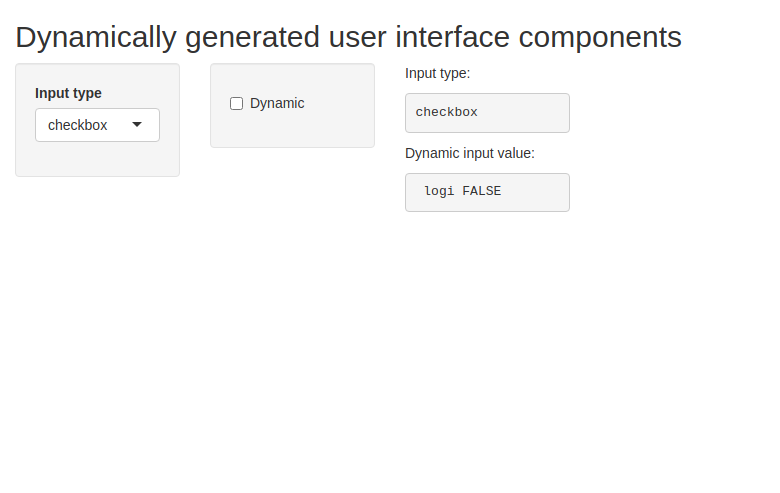 Dynamically generated user interface components
Input type
checkbox
Dynamic
Input type:
checkbox
Dynamic input value:
logi FALSE